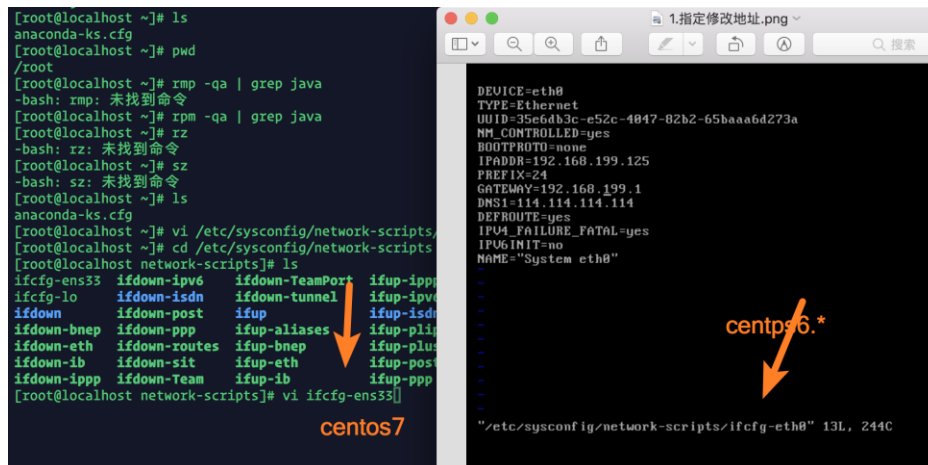 [root@localhost ~]# ls
anaconda-ks.cfg
[root@localhost ~]# pwd
/root
[root@localhost ~]# rmp -qa | grep java
-bash: rmp: 未找到命令
[root@localhost ~]# rpm -qa | grep java
[root@localhost ~]# rz
-bash: rz: 未找到命令
[root@localhost ~]# sz
-bash: sz: 未找到命令
[root@localhost ~]# ls
anaconda-ks.cfg
[root@localhost ~]# vi /etc/sysconfig/network-scripts/
[root@localhost ~]# cd /etc/sysconfig/network-scripts
[root@localhost network-scripts]# ls
ifcfg-ens33 ifdown-ipv6 ifdown-TeamPort ifup-ippp
ifcfg-lo ifdown-isdn ifdown-tunnel ifup-ipv
ifdown ifdown-post ifup ifup-isdn
ifdown-bnep ifdown-ppp ifup-aliases ifup-plip
ifdown-eth ifdown-routes ifup-bnep ifup-plus
ifdown-ib ifdown-sit ifup-eth ifup-post
ifdown-ippp ifdown-Team ifup-ib ifup-ppp
[root@localhost network-scripts]# vi ifcfg-ens33
centos7
1.指定修改地址.png
搜索
DEVICE=eth0
TYPE=Ethernet
UUID=35e6db3c-e52c-4047-82b2-65baaa6d273a
NM_CONTROLLED=yes
BOOTPROTO=none
IPADDR=192.168.199.125
PREFIX=24
GATEWAY=192.168.199.1
DNS1=114.114.114.114
DEFROUTE=yes
IPV4_FAILURE_FATAL=yes
IPV6INIT=no
NAME="System eth0"
centps6.*
"/etc/sysconfig/network-scripts/ifcfg-eth0" 13L, 244C